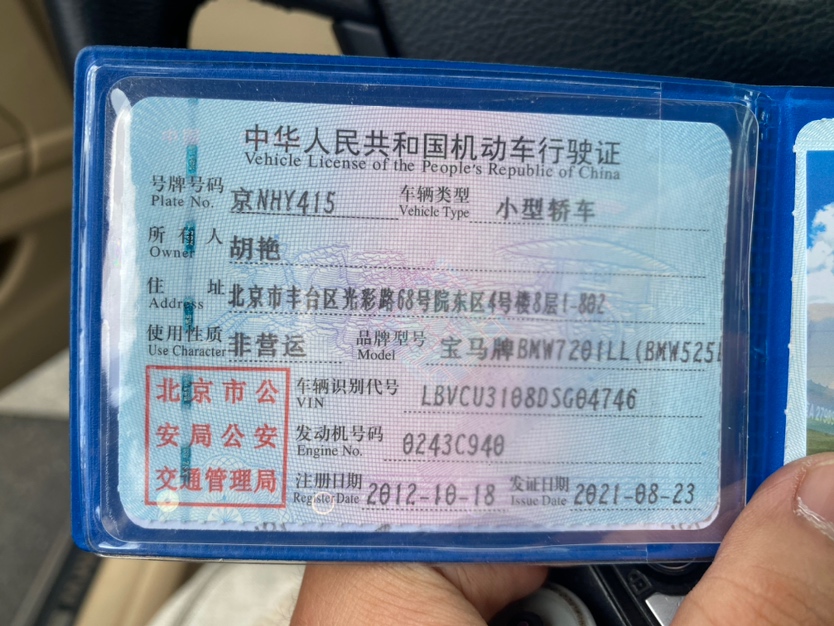 中华人民共和国机动车行驶证
Vehicle License of the People's Republic of China
号牌号码 京NHY415 车辆类型 小型轿车
Plate No. Vehicle Type
所有人 胡艳
Owner
住址 北京市丰台区光彩路68号院东区4号楼8层1-802
Address
使用性质 非营运 品牌型号 宝马牌BMW7201LL(BMW525L
Use Character Model
北京市公
安局公安
交通管理局
车辆识别代号 LBVCU3108DSG04746
VIN
发动机号码 0243C940
Engine No.
注册日期 2012-10-18 发证日期 2021-08-23
Register Date Issue Date